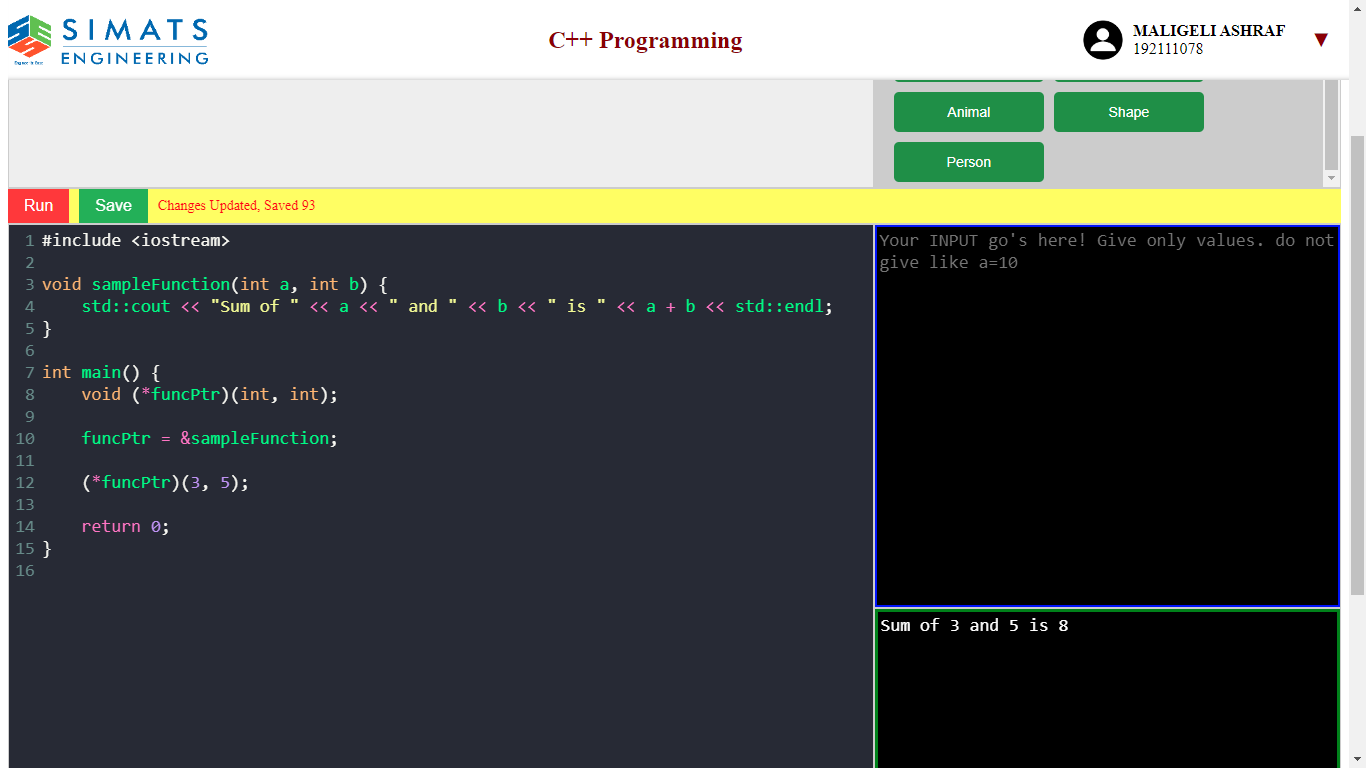 SIMATS
ENGINEERING
Engineer to Excel
C++ Programming
MALIGELI ASHRAF
192111078
▼
Animal
Shape
Person
Run
Save
Changes Updated, Saved 93
1 #include <iostream>
2
3 void sampleFunction(int a, int b) {
4     std::cout << "Sum of " << a << " and " << b << " is " << a + b << std::endl;
5 }
6
7 int main() {
8     void (*funcPtr)(int, int);
9
10     funcPtr = &sampleFunction;
11
12     (*funcPtr)(3, 5);
13
14     return 0;
15 }
16
Your INPUT go's here! Give only values. do not
give like a=10
Sum of 3 and 5 is 8